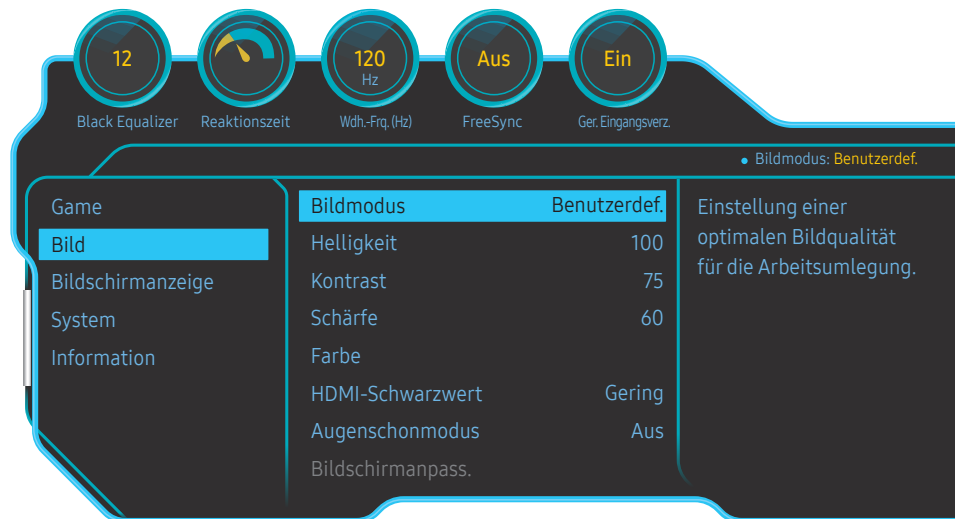 12
120
Hz
Aus
Ein
Black Equalizer
Reaktionszeit
Wdh.-Frq.(Hz)
FreeSync
Ger. Eingangsverz.
• Bildmodus: Benutzerdef.
Game
Bild
Bildschirmanzeige
System
Information
Bildmodus Benutzerdef.
Helligkeit 100
Kontrast 75
Schärfe 60
Farbe
HDMI-Schwarzwert Gering
Augenschonmodus Aus
Bildschirmanpass.
Einstellung einer
optimalen Bildqualität
für die Arbeitsumlegung.